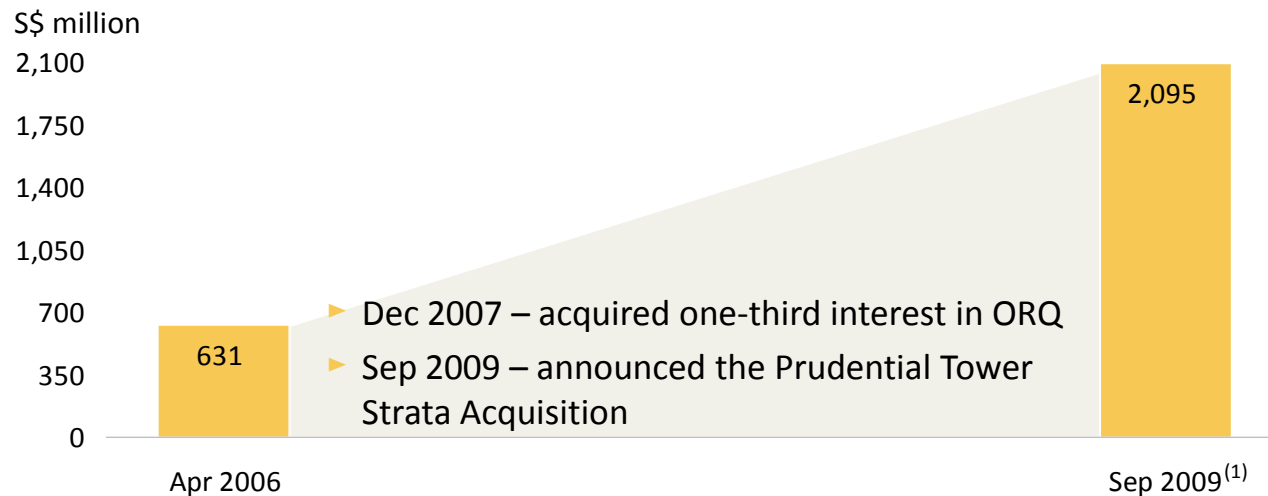 S$ million
2,100
1,750
1,400
1,050
700
350
0
631
2,095
► Dec 2007 – acquired one-third interest in ORQ
► Sep 2009 – announced the Prudential Tower
Strata Acquisition
Apr 2006
Sep 2009(1)